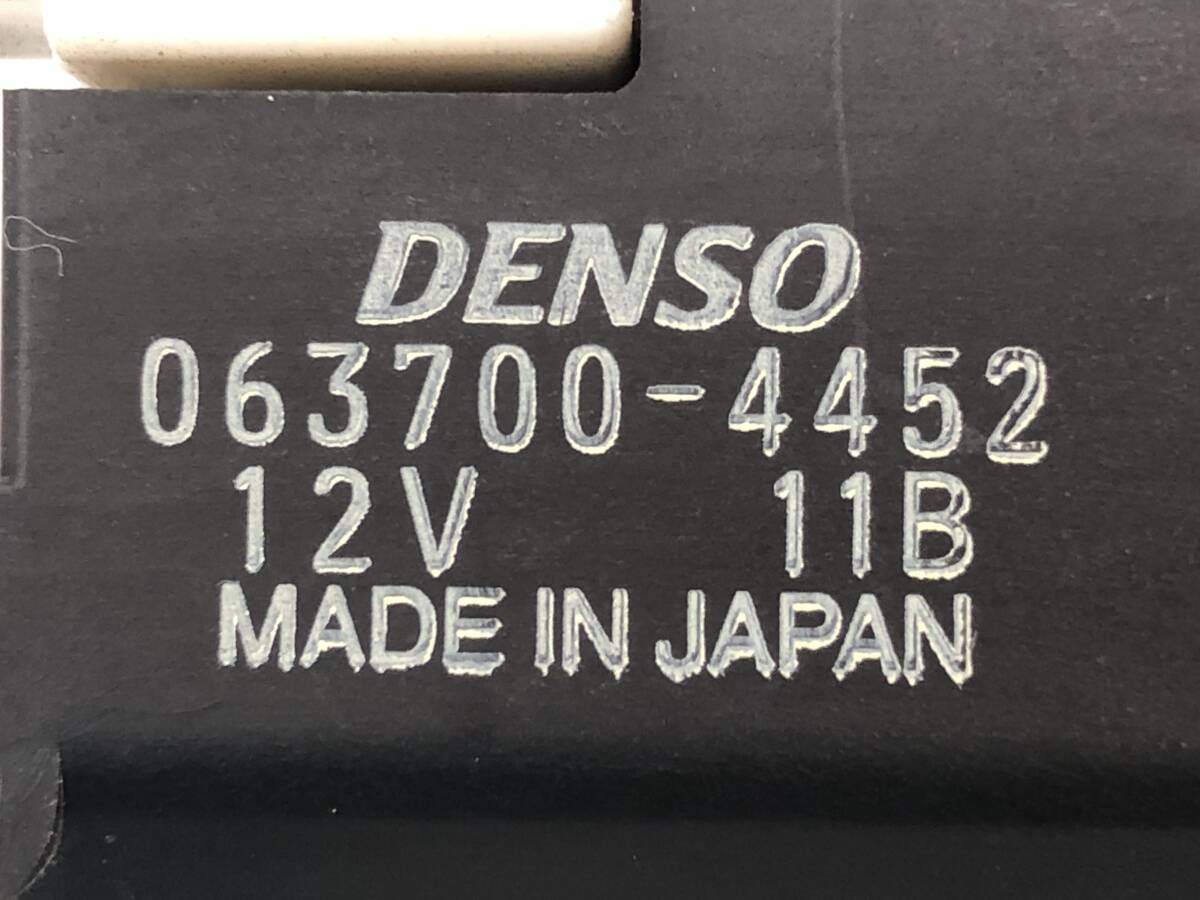 DENSO
063700-4452
12V 11B
MADE IN JAPAN